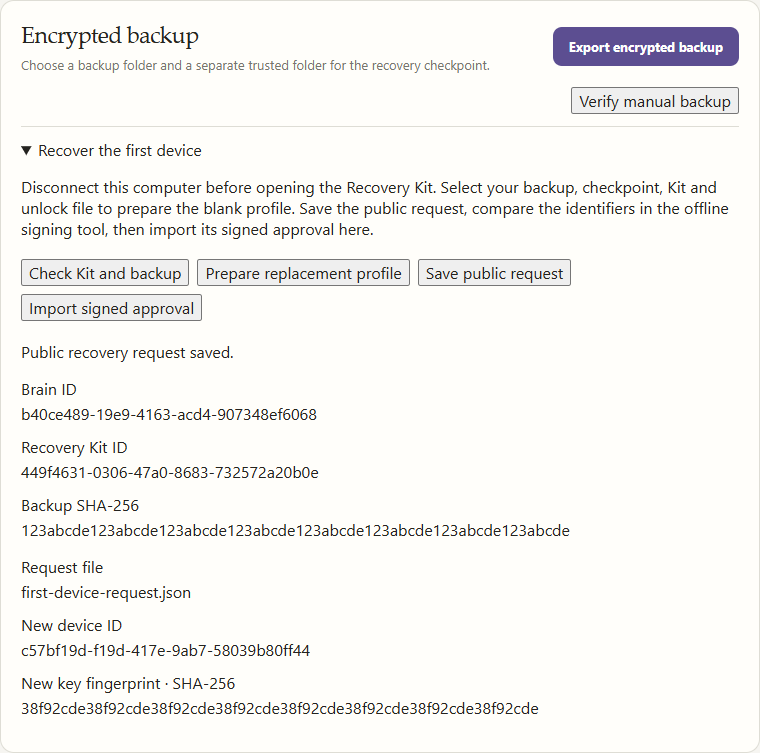 Encrypted backup
Export encrypted backup
Choose a backup folder and a separate trusted folder for the recovery checkpoint.
Verify manual backup
▼ Recover the first device
Disconnect this computer before opening the Recovery Kit. Select your backup, checkpoint, Kit and
unlock file to prepare the blank profile. Save the public request, compare the identifiers in the offline
signing tool, then import its signed approval here.
Check Kit and backup Prepare replacement profile Save public request
Import signed approval
Public recovery request saved.
Brain ID
b40ce489-19e9-4163-acd4-907348ef6068
Recovery Kit ID
449f4631-0306-47a0-8683-732572a20b0e
Backup SHA-256
123abcde123abcde123abcde123abcde123abcde123abcde123abcde123abcde
Request file
first-device-request.json
New device ID
c57bf19d-f19d-417e-9ab7-58039b80ff44
New key fingerprint · SHA-256
38f92cde38f92cde38f92cde38f92cde38f92cde38f92cde38f92cde38f92cde